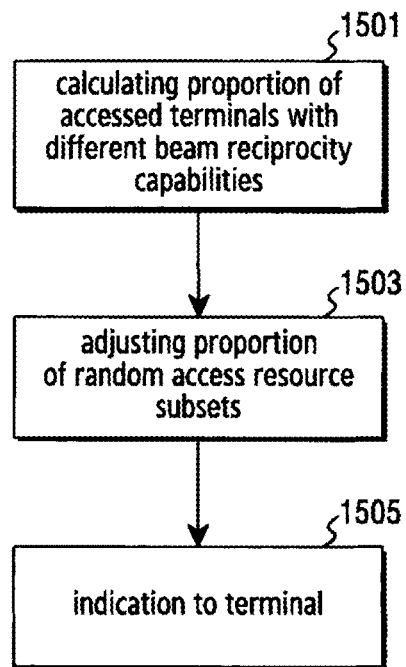 1501
calculating proportion of
accessed terminals with
different beam reciprocity
capabilities
1503
adjusting proportion
of random access resource
subsets
1505
indication to terminal